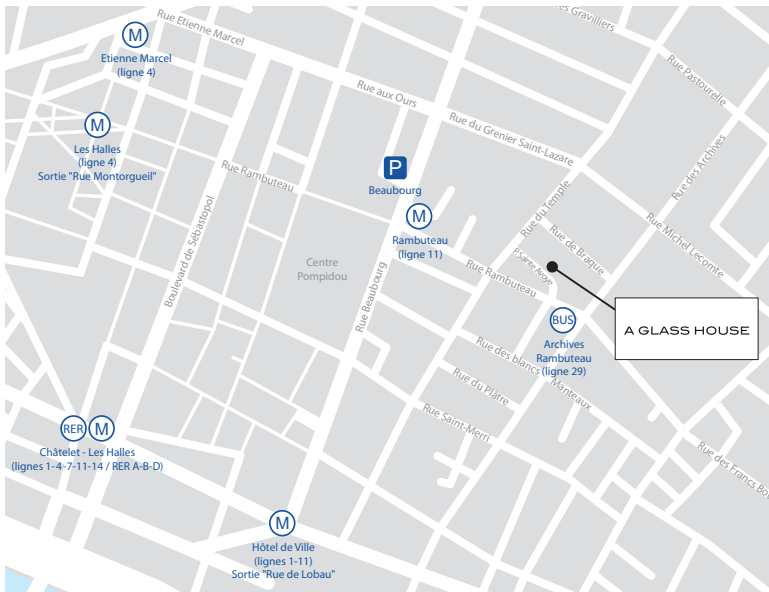 Rue Etienne Marcel
M
Etienne Marcel
(ligne 4)
es Gravilliers
Rue Pastourelle
Rue aux Ours
Rue du Grenier Saint-Lazare
M
Les Halles
(ligne 4)
Sortie "Rue Montorgueil"
Rue des Archives
P
Beaubourg
Rue Rambuteau
Rue du Temple
M
Rambuteau
(ligne 11)
Rue Michel Lecomte
Rue de Braque
P. Sainte Avoye
Boulevard de Sébastopol
Centre
Pompidou
Rue Beaubourg
Rue Rambuteau
A GLASS HOUSE
BUS
Archives
Rambuteau
(ligne 29)
Rue des blancs Manteaux
Rue du Plâtre
Rue Saint-Merri
RER
M
Châtelet - Les Halles
(lignes 1-4-7-11-14 / RER A-B-D)
Rue des Francs Bo
M
Hôtel de Ville
(lignes 1-11)
Sortie "Rue de Lobau"